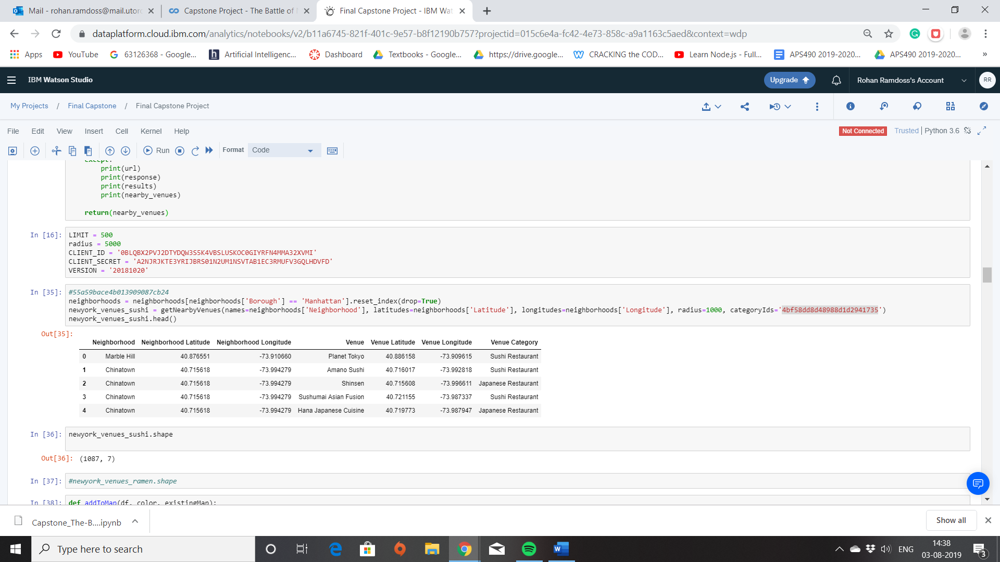 Mail - rohan.ramdoss@mail.utoro
Capstone Project - The Battle of
Final Capstone Project - IBM Wat
dataplatform.cloud.ibm.com/analytics/notebooks/v2/b11a6745-821f-401c-9e57-b8f12190b757?projectid=015c6e4a-fc42-4e73-858c-a9a1163c5aed&context=wdp
Apps YouTube 63126368 - Google... Artificial Intelligenc... Dashboard Textbooks - Google... https://drive.google... CRACKING the COD... Learn Node.js - Full... APS490 2019-2020... APS490 2019-2020... »
IBM Watson Studio Upgrade Rohan Ramdoss's Account RR
My Projects / Final Capstone / Final Capstone Project
File Edit View Insert Cell Kernel Help Not Connected Trusted | Python 3.6
Run Format Code
except:
print(url)
print(response)
print(results)
print(nearby_venues)
return(nearby_venues)
In [16]: LIMIT = 500
radius = 5000
CLIENT_ID = '0BLQBX2PVJ2DTYDQW3S5K4VBSLUSKOC0GIYRFN4MMA32XVMI'
CLIENT_SECRET = 'A2NJRJKTE3YRIJBRS01N2UM1NSVTAB1EC3RMUFV3GQLHDVFD'
VERSION = '20181020'
In [35]: #55a59bace4b013909087cb24
neighborhoods = neighborhoods[neighborhoods['Borough'] == 'Manhattan'].reset_index(drop=True)
newyork_venues_sushi = getNearbyVenues(names=neighborhoods['Neighborhood'], latitudes=neighborhoods['Latitude'], longitudes=neighborhoods['Longitude'], radius=1000, categoryIds='4bf58dd8d48988d1d2941735')
newyork_venues_sushi.head()
Out[35]:
Neighborhood Neighborhood Latitude Neighborhood Longitude Venue Venue Latitude Venue Longitude Venue Category
0 Marble Hill 40.876551 -73.910660 Planet Tokyo 40.886158 -73.909615 Sushi Restaurant
1 Chinatown 40.715618 -73.994279 Amano Sushi 40.716017 -73.992818 Sushi Restaurant
2 Chinatown 40.715618 -73.994279 Shinsen 40.715608 -73.996611 Japanese Restaurant
3 Chinatown 40.715618 -73.994279 Sushumai Asian Fusion 40.721155 -73.987337 Sushi Restaurant
4 Chinatown 40.715618 -73.994279 Hana Japanese Cuisine 40.719773 -73.987947 Japanese Restaurant
In [36]: newyork_venues_sushi.shape
Out[36]: (1087, 7)
In [37]: #newyork_venues_ramen.shape
In [38]: def addToMap(df, color, existingMap):
Capstone_The-B....ipynb Show all
Type here to search ENG 14:38
03-08-2019 3